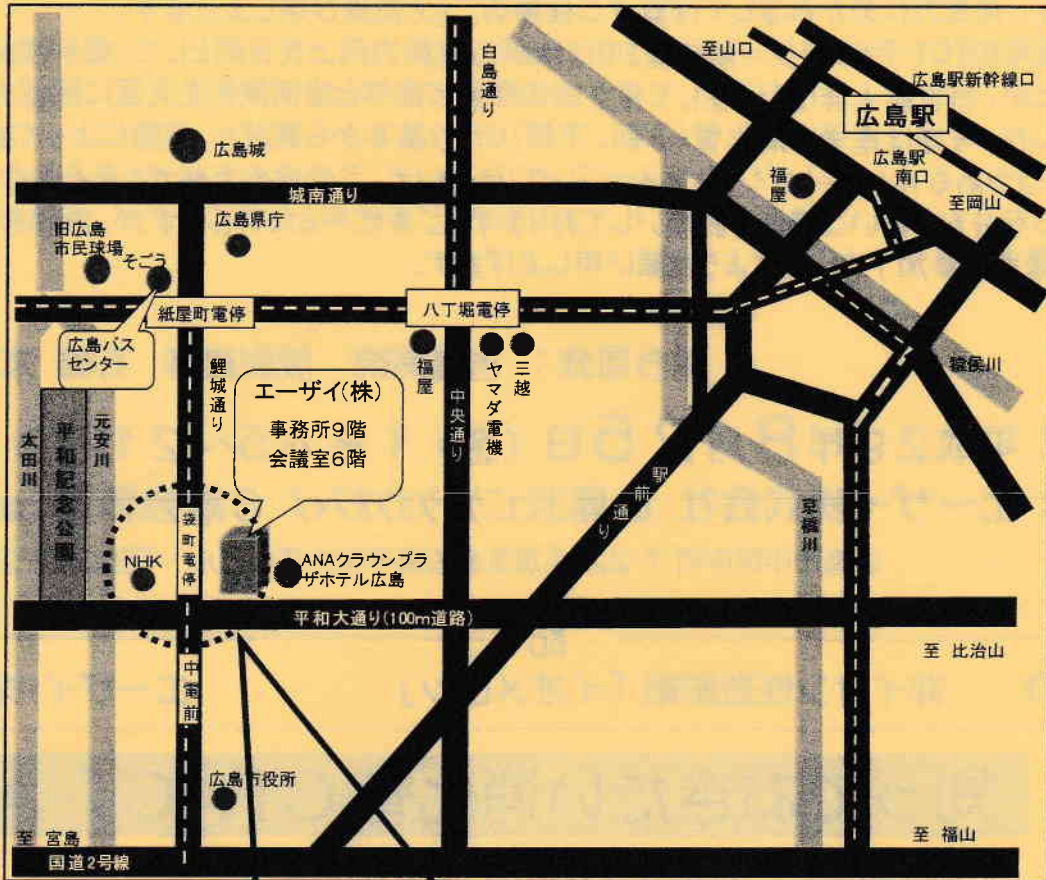 至山口
広島駅新幹線口
広島駅
広島駅
南口
至岡山
福屋
白島通り
広島城
城南通り
広島県庁
旧広島
市民球場
そごう
紙屋町電停
八丁堀電停
広島バス
センター
鯉城通り
福屋
ヤマダ電機
三越
中央通り
猿侯川
エーザイ(株)
事務所9階
会議室6階
太田川
平和記念公園
元安川
袋町電停
NHK
ANAクラウンプラ
ザホテル広島
駅前通り
京橋川
平和大通り(100m道路)
至 比治山
中電前
広島市役所
至 宮島
国道2号線
至 福山